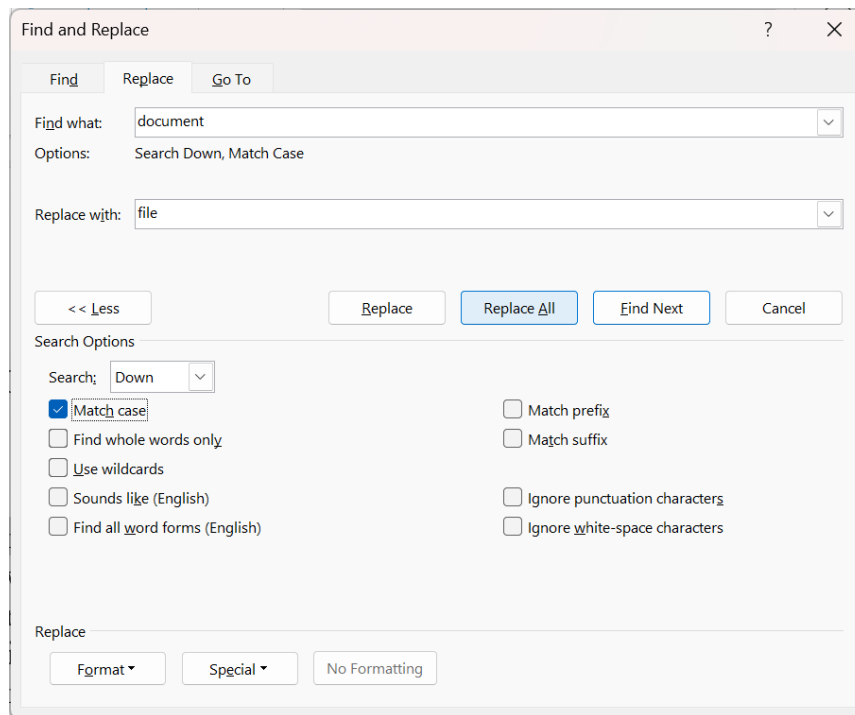 Find and Replace ?
Find Replace Go To
Find what: document
Options: Search Down, Match Case
Replace with: file
<< Less Replace Replace All Find Next Cancel
Search Options
Search: Down
Match case Match prefix
Find whole words only Match suffix
Use wildcards
Sounds like (English) Ignore punctuation characters
Find all word forms (English) Ignore white-space characters
Replace
Format Special No Formatting